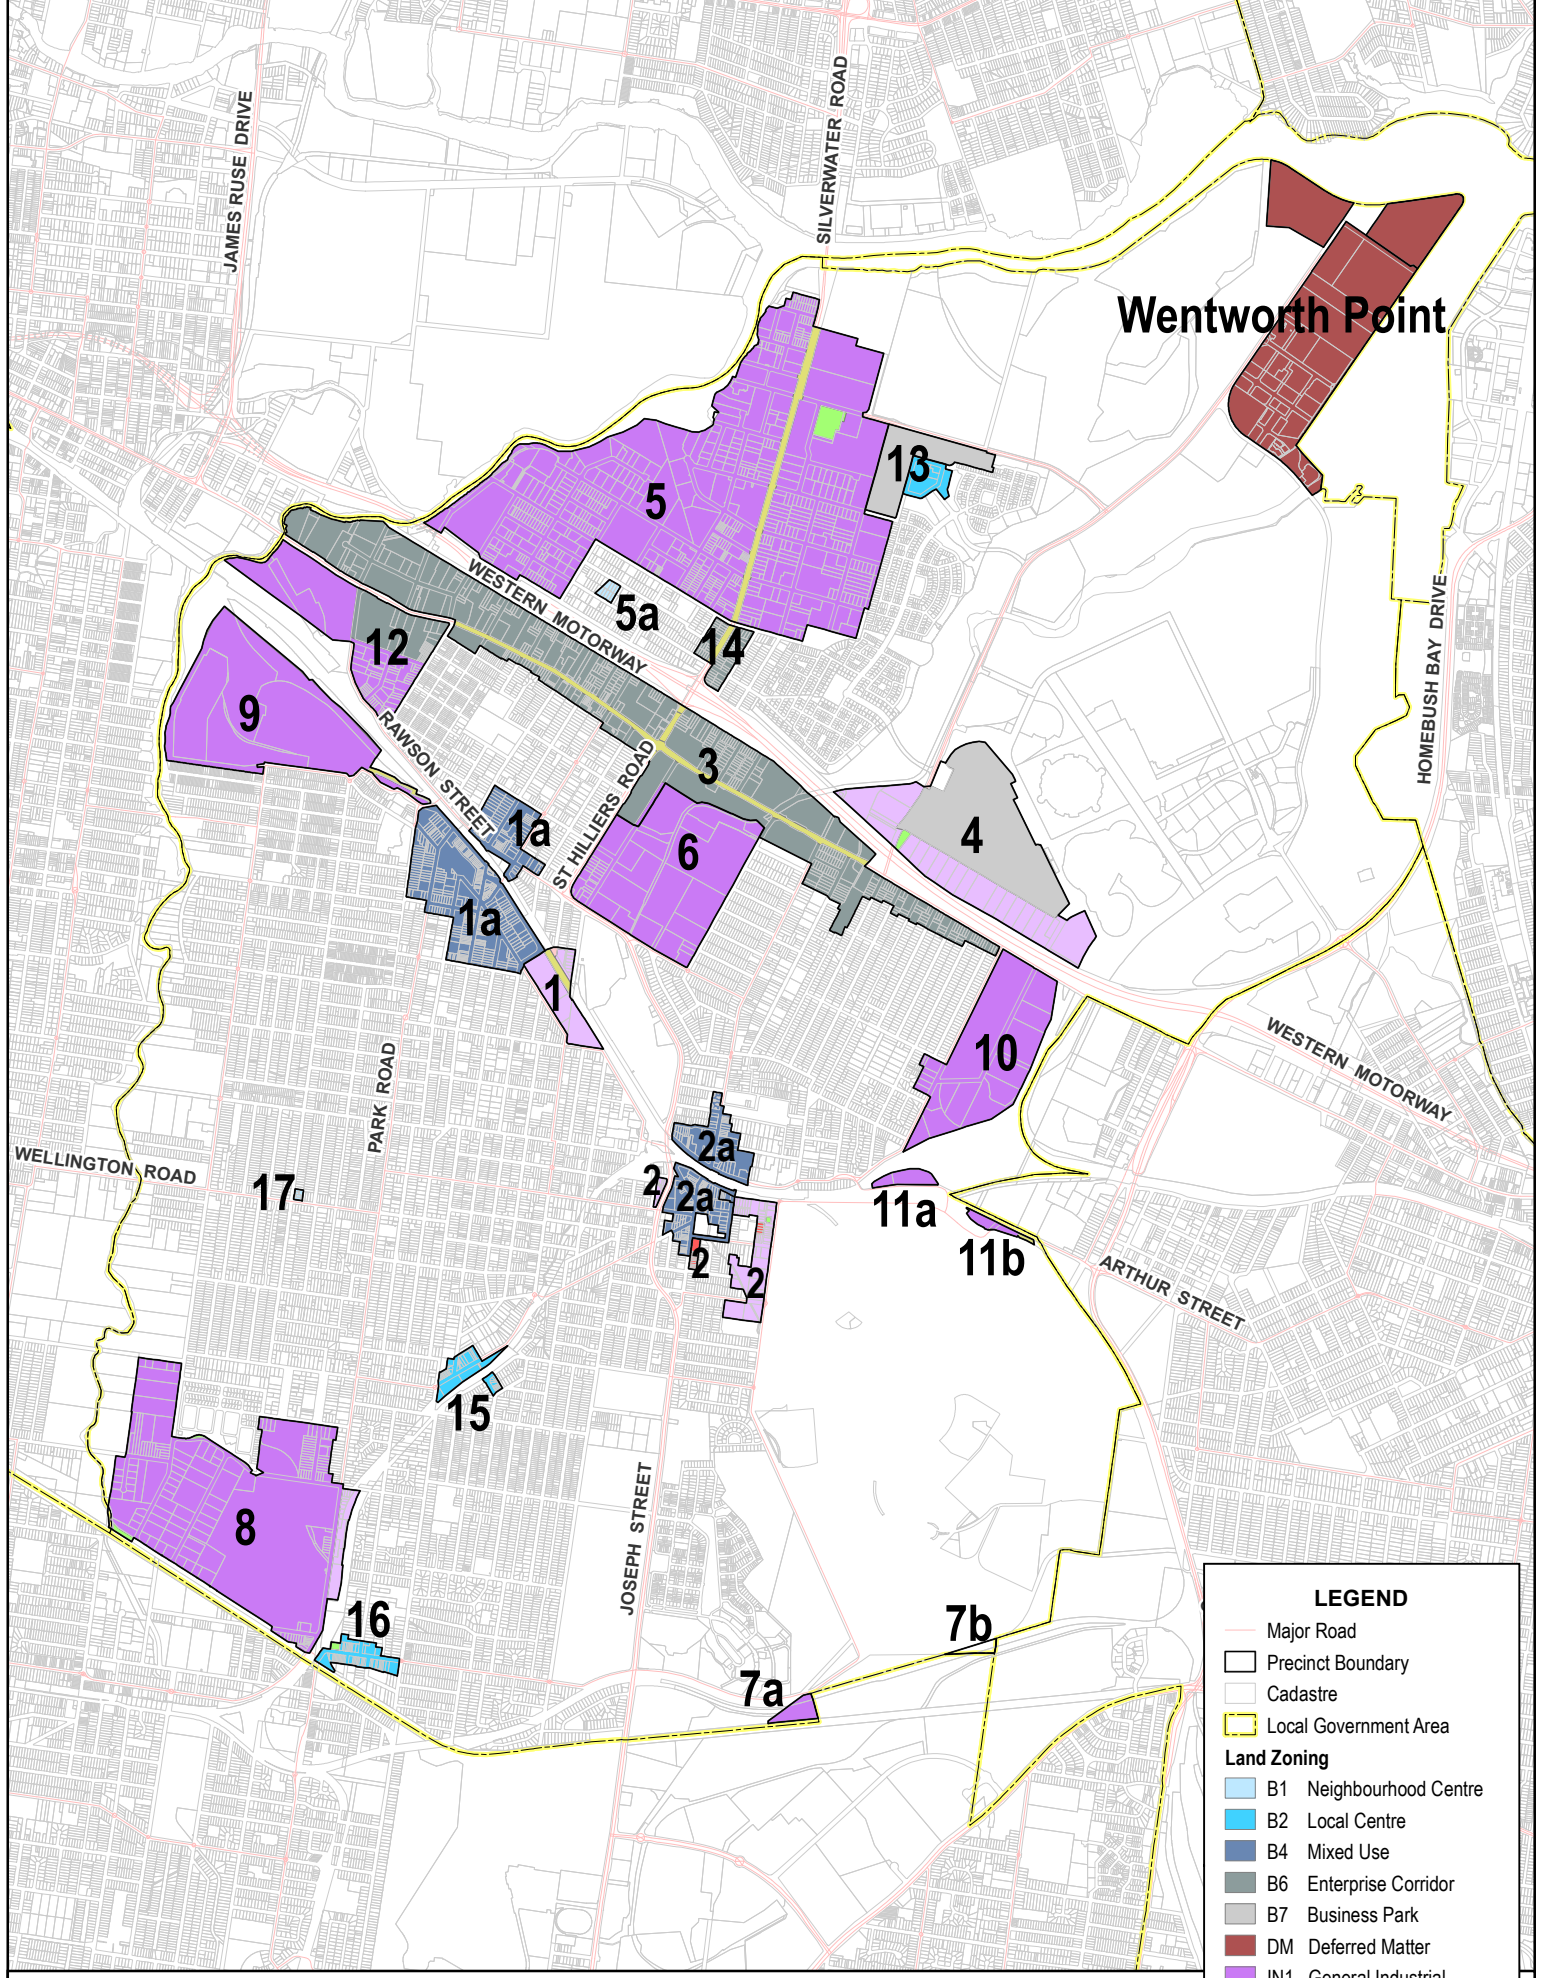 JAMES RUSE DRIVE
SILVERWATER ROAD
Wentworth Point
13
5
WESTERN MOTORWAY
5a
14
12
HOMEBUSH BAY DRIVE
9
RAWSON STREET
ST HILLIERS ROAD
3
1a
6
4
1a
1
10
WESTERN MOTORWAY
PARK ROAD
2a
WELLINGTON ROAD
17
2
2a
11a
2
2
11b
ARTHUR STREET
15
JOSEPH STREET
8
16
7b
7a
LEGEND
Major Road
Precinct Boundary
Cadastre
Local Government Area
Land Zoning
B1 Neighbourhood Centre
B2 Local Centre
B4 Mixed Use
B6 Enterprise Corridor
B7 Business Park
DM Deferred Matter
IN1 General Industrial